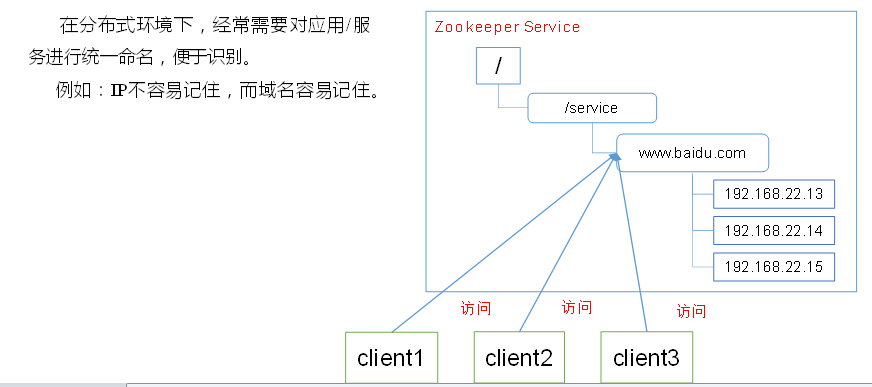 在分布式环境下，经常需要对应用/服
务进行统一命名，便于识别。
例如：IP不容易记住，而域名容易记住。
Zookeeper Service
/
/service
www.baidu.com
192.168.22.13
192.168.22.14
192.168.22.15
访问
访问
访问
client1
client2
client3